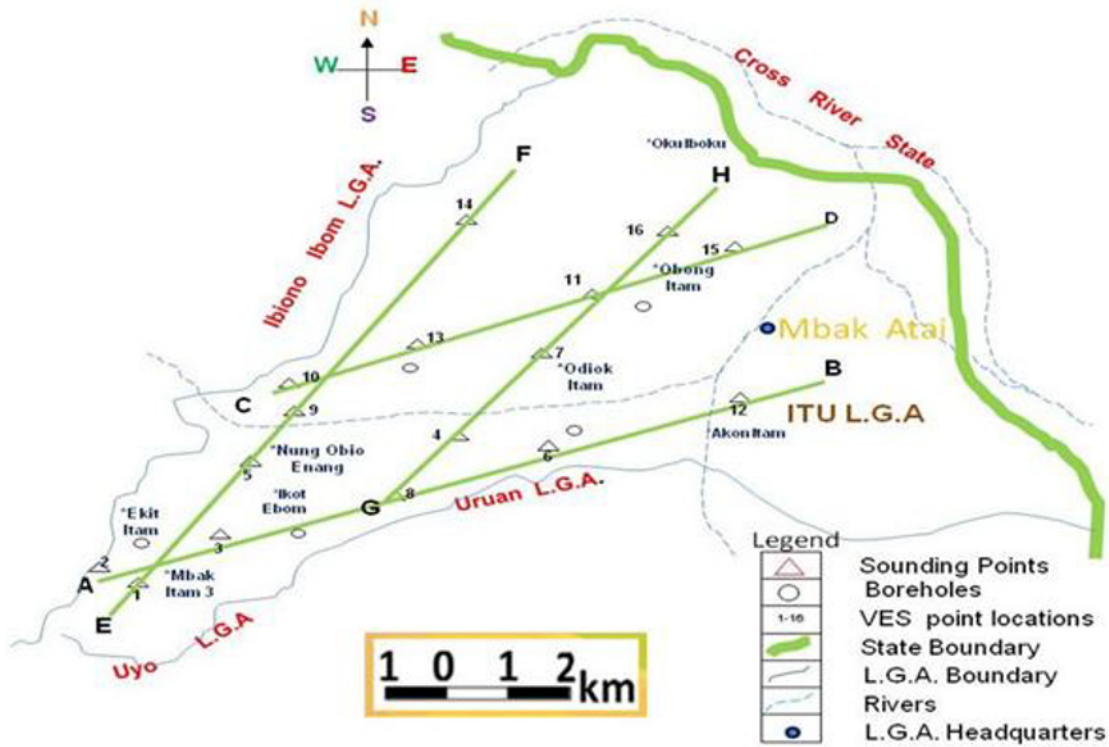 N
W E
S
Cross River State
*Oku Iboku
F
H
Ibiono Ibom L.G.A.
14
D
16
15
*Obong
Itam
11
Mbak Atai
13
7
*Odiok
Itam
B
10
C
9
12
ITU L.G.A
4
*Akon Itam
*Nung Obio
Enang
5
6
*Ikot
Ebom
8
G
Uruan L.G.A.
*Ekit
Itam
3
2
A
*Mbak
Itam 3
1
E
Uyo L.G.A
1 0 1 2 km
Legend
Sounding Points
Boreholes
1-16 VES point locations
State Boundary
L.G.A. Boundary
Rivers
L.G.A. Headquarters